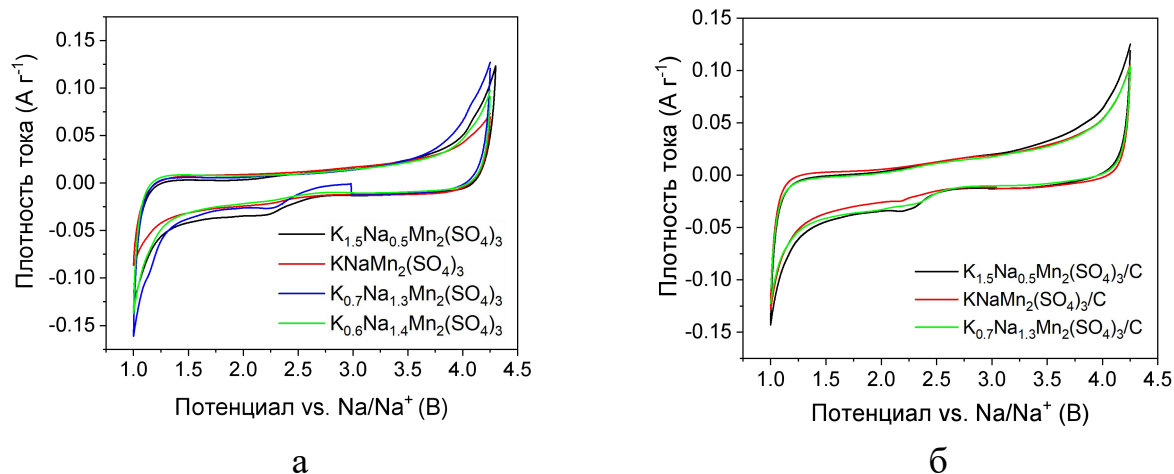 0.15
0.10
0.05
0.00
-0.05
-0.10
-0.15
Плотность тока (А г⁻¹)
K₁.₅Na₀.₅Mn₂(SO₄)₃
KNaMn₂(SO₄)₃
K₀.₇Na₁.₃Mn₂(SO₄)₃
K₀.₆Na₁.₄Mn₂(SO₄)₃
1.0 1.5 2.0 2.5 3.0 3.5 4.0 4.5
Потенциал vs. Na/Na⁺ (В)
а
0.15
0.10
0.05
0.00
-0.05
-0.10
-0.15
Плотность тока (А г⁻¹)
K₁.₅Na₀.₅Mn₂(SO₄)₃/C
KNaMn₂(SO₄)₃/C
K₀.₇Na₁.₃Mn₂(SO₄)₃/C
1.0 1.5 2.0 2.5 3.0 3.5 4.0 4.5
Потенциал vs. Na/Na⁺ (В)
б